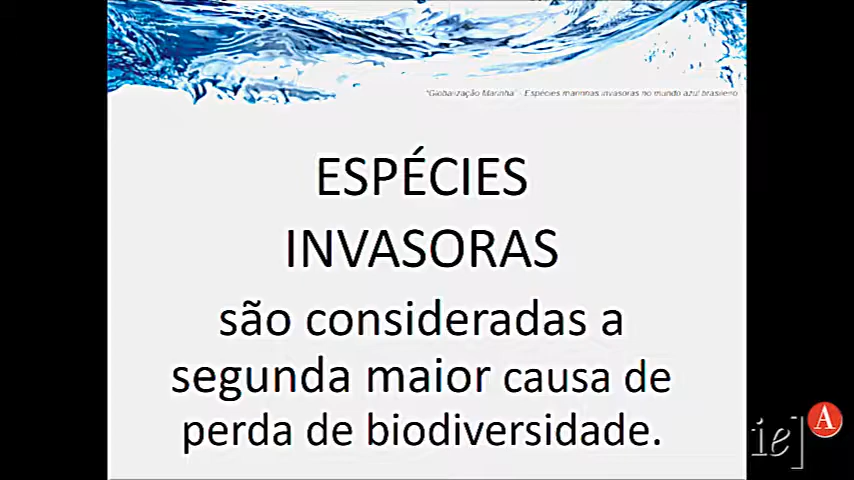 "Globalização Marinha" - Espécies marinhas invasoras no mundo azul brasileiro
ESPÉCIES
INVASORAS
são consideradas a
segunda maior causa de
perda de biodiversidade.
ie]
A